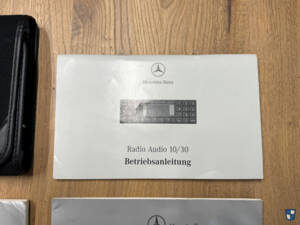 Mercedes-Benz
Radio Audio 10/30
Betriebsanleitung